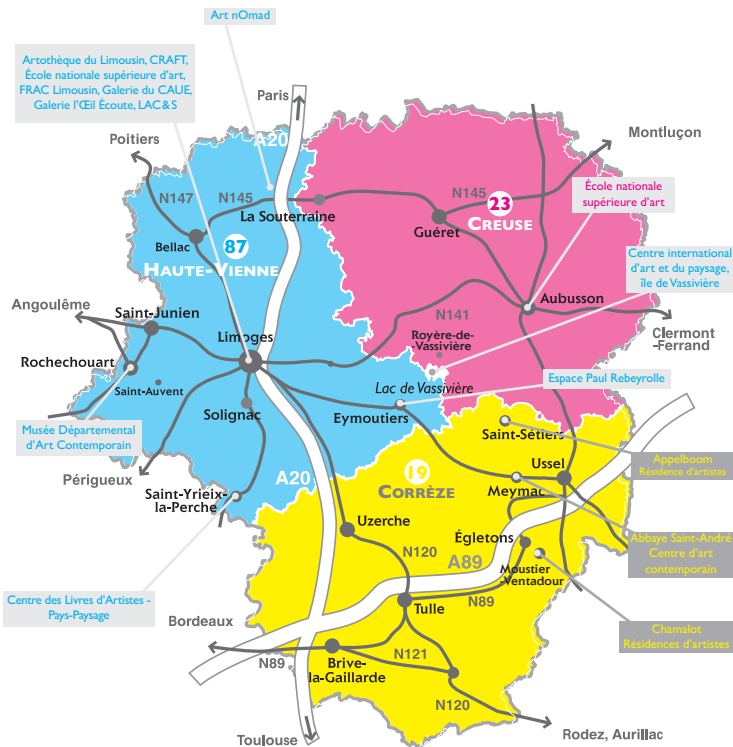 Art nOmad
Artothèque du Limousin, CRAFT,
École nationale supérieure d'art,
FRAC Limousin, Galerie du CAUE,
Galerie l'Œil Écoute, LAC&S
Paris
A20
Poitiers
Montluçon
N147
N145
N145
École nationale
supérieure d'art
23
CREUSE
La Souterraine
Guéret
Bellac
87
HAUTE-VIENNE
Centre international
d'art et du paysage,
île de Vassivière
Angoulême
Saint-Junien
Aubusson
N141
Limoges
Royère-de-
-Vassivière
Clermont
-Ferrand
Rochechouart
Saint-Auvent
Lac de Vassivière
Espace Paul Rebeyrolle
Solignac
Eymoutiers
Musée Départemental
d'Art Contemporain
Saint-Sétiers
Appelboom
Résidence d'artistes
Périgueux
A20
19
CORRÈZE
Ussel
Meymac
Saint-Yrieix-
la-Perche
Uzerche
Égletons
Abbaye Saint-André
Centre d'art
contemporain
N120
A89
Moustier
-Ventadour
Centre des Livres d'Artistes -
Pays-Paysage
N89
Bordeaux
Tulle
Chamalot
Résidences d'artistes
N89
N121
Brive-
la-Gaillarde
N120
Toulouse
Rodez, Aurillac